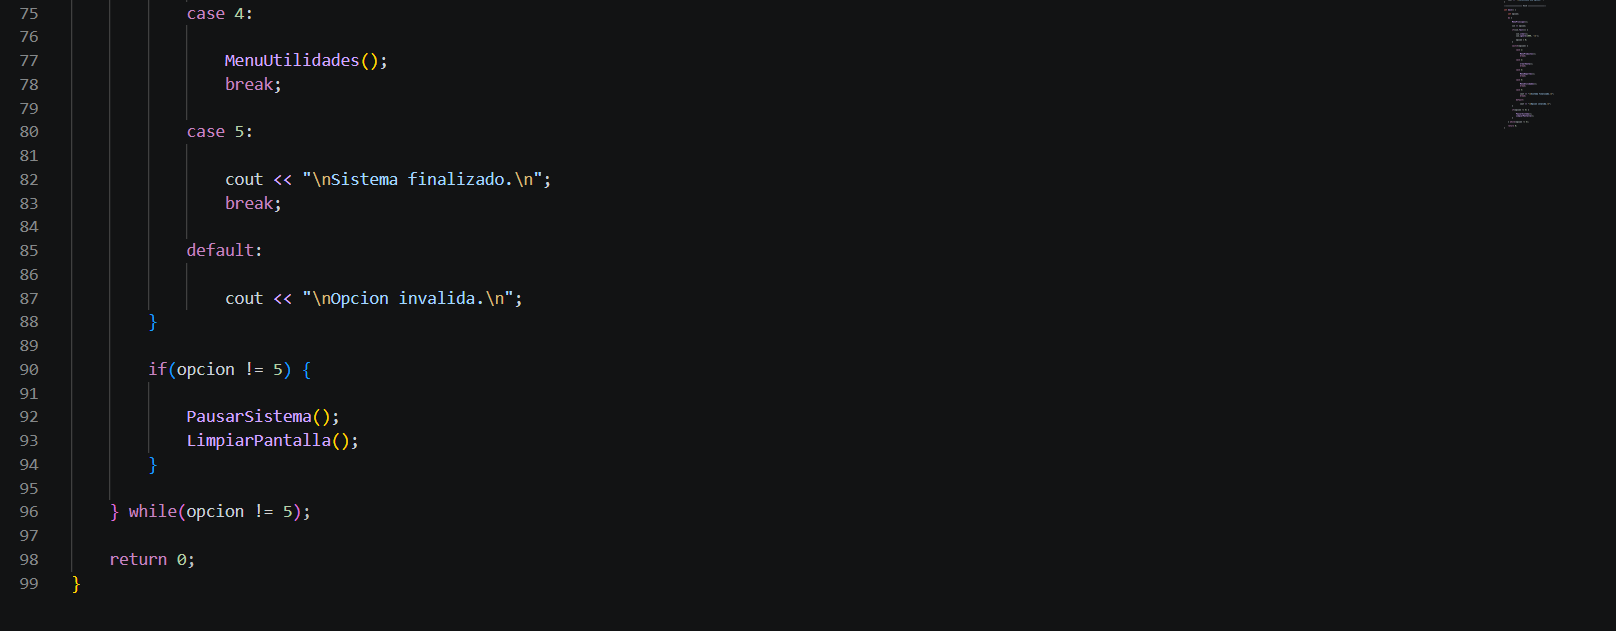 75 case 4:
76
77 MenuUtilidades();
78 break;
79
80 case 5:
81
82 cout << "\nSistema finalizado.\n";
83 break;
84
85 default:
86
87 cout << "\nOpcion invalida.\n";
88 }
89
90 if(opcion != 5) {
91
92 PausarSistema();
93 LimpiarPantalla();
94 }
95
96 } while(opcion != 5);
97
98 return 0;
99 }